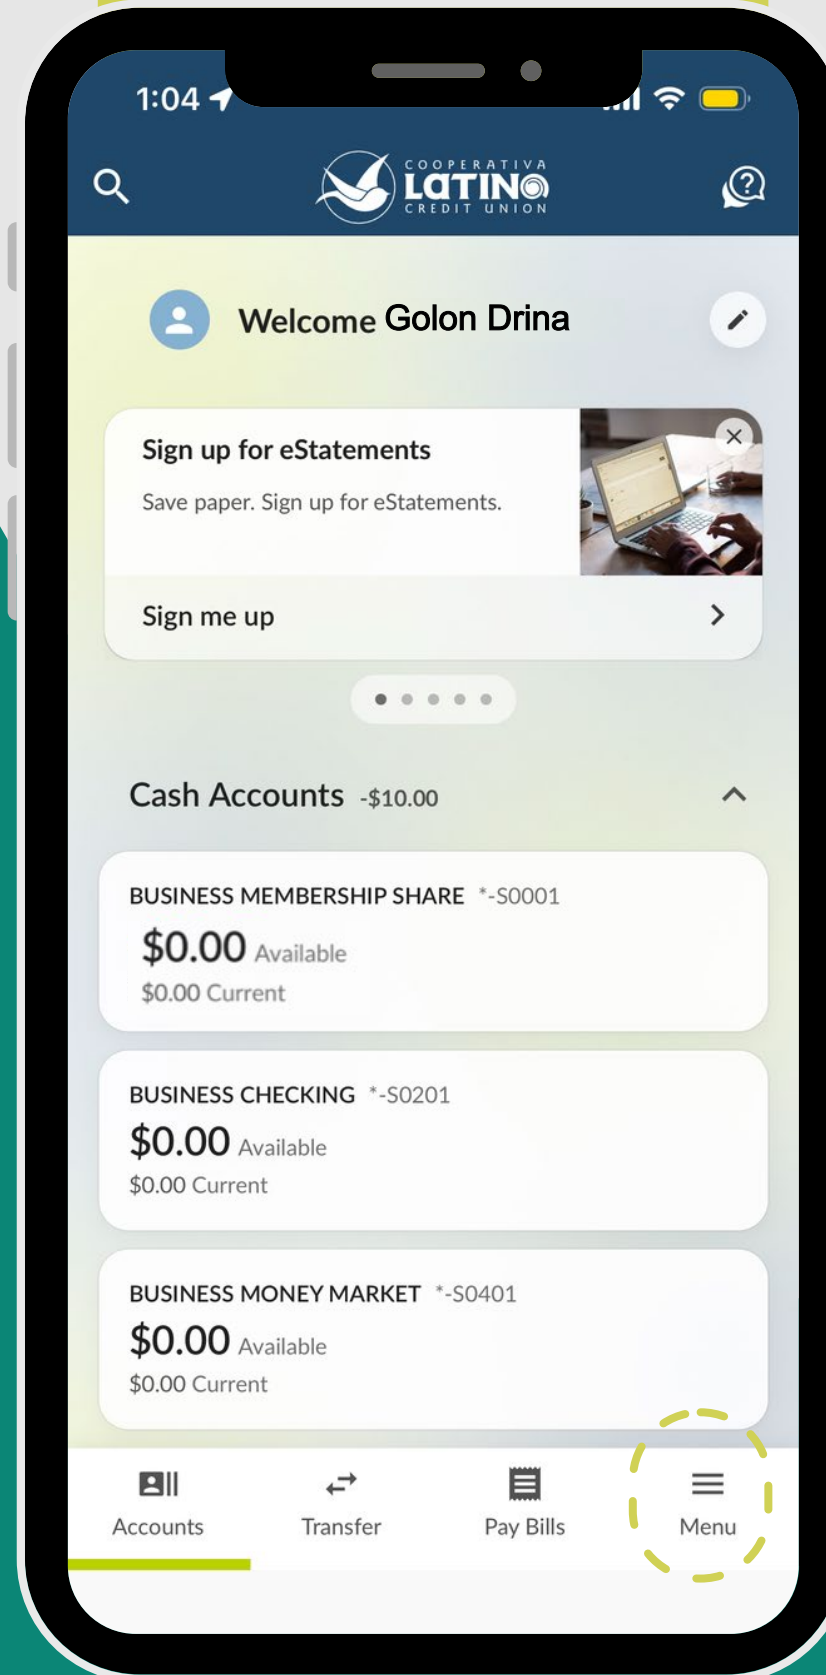 1:04
COOPERATIVA
LATINO
CREDIT UNION
Welcome Golon Drina
Sign up for eStatements
Save paper. Sign up for eStatements.
Sign me up
Cash Accounts -$10.00
BUSINESS MEMBERSHIP SHARE *-S0001
$0.00 Available
$0.00 Current
BUSINESS CHECKING *-S0201
$0.00 Available
$0.00 Current
BUSINESS MONEY MARKET *-S0401
$0.00 Available
$0.00 Current
Accounts Transfer Pay Bills Menu